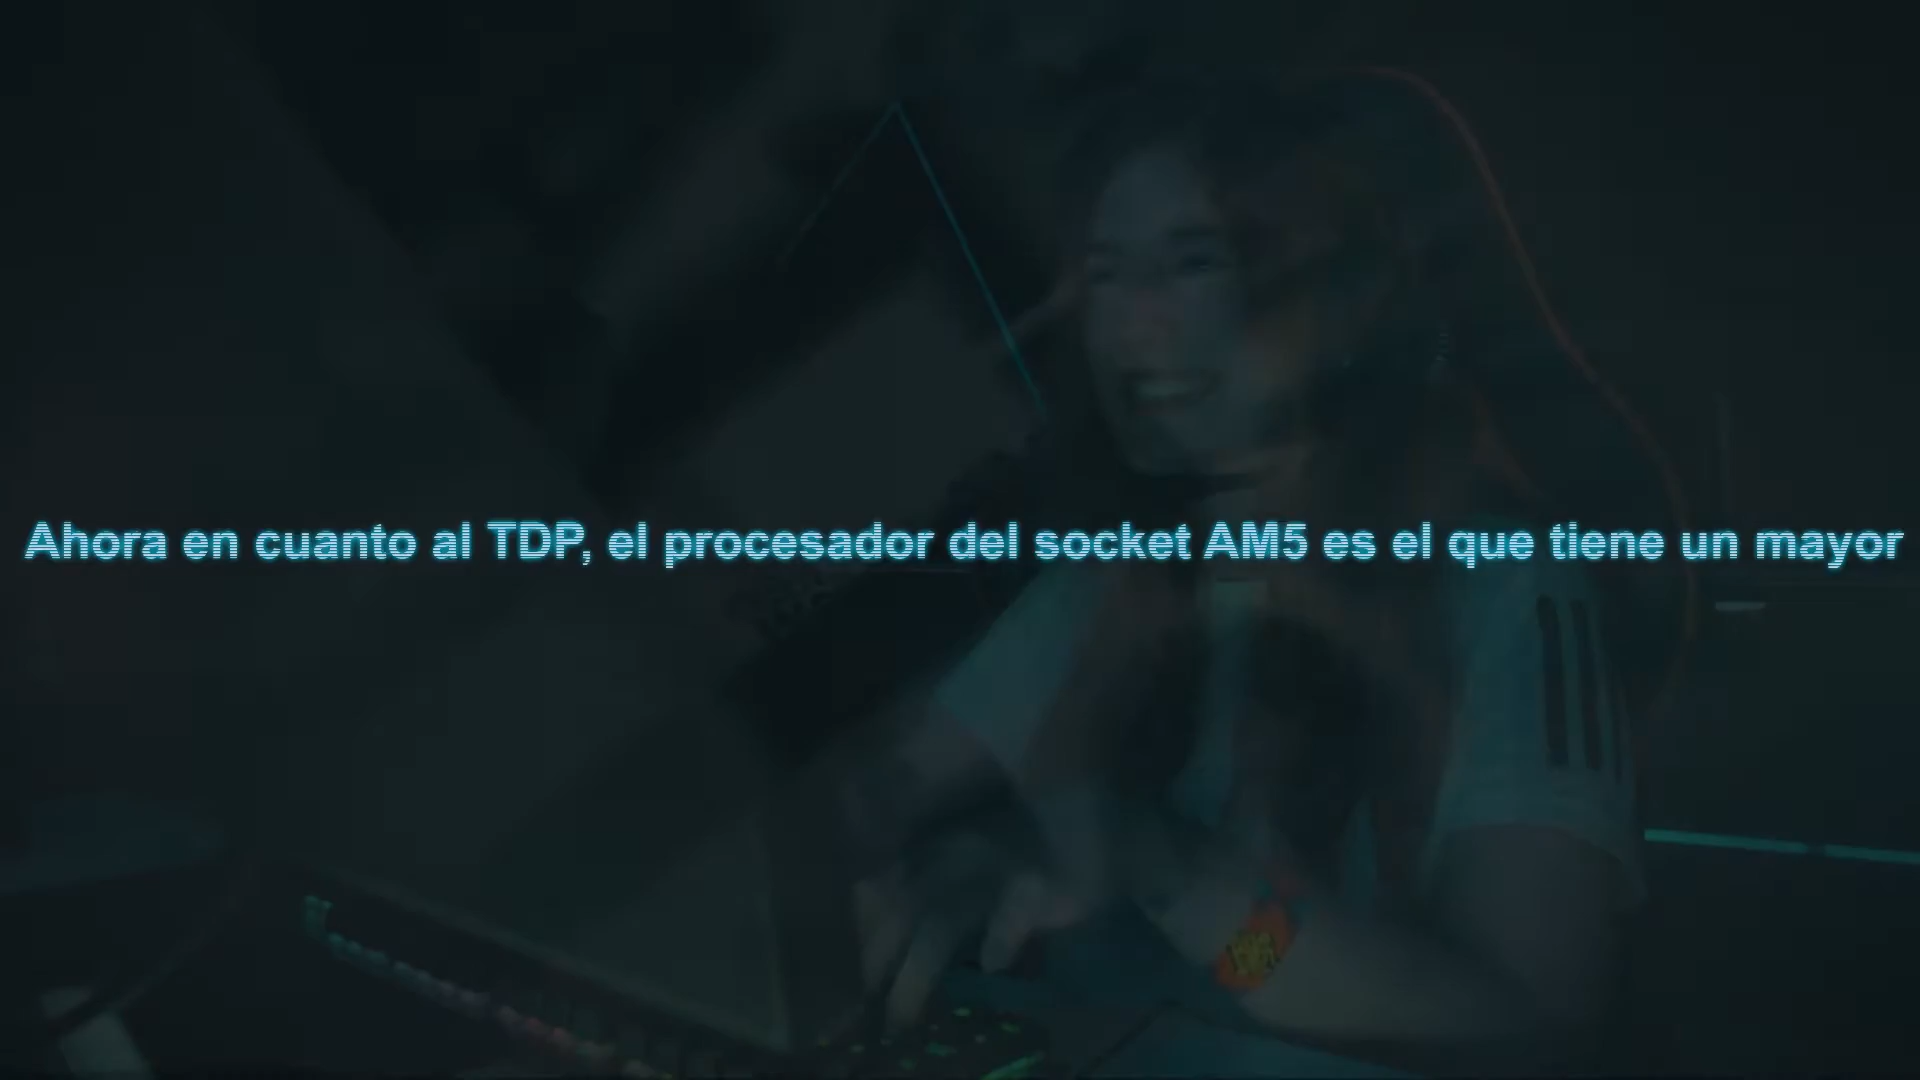 Ahora en cuanto al TDP, el procesador del socket AM5 es el que tiene un mayor